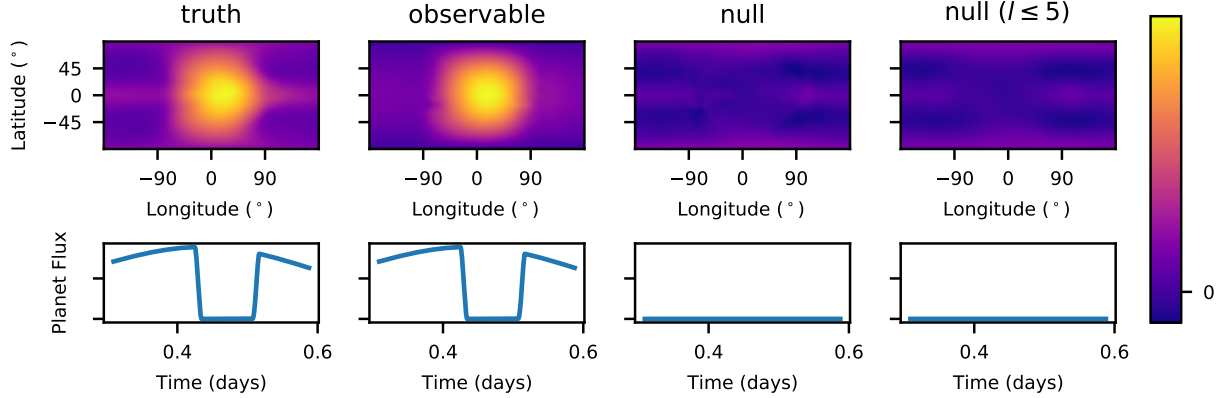 truth observable null null (l ≤ 5)
Latitude (°)
45 0 −45
−90 0 90 −90 0 90 −90 0 90 −90 0 90
Longitude (°) Longitude (°) Longitude (°) Longitude (°)
0
Planet Flux
0.4 0.6 0.4 0.6 0.4 0.6 0.4 0.6
Time (days) Time (days) Time (days) Time (days)